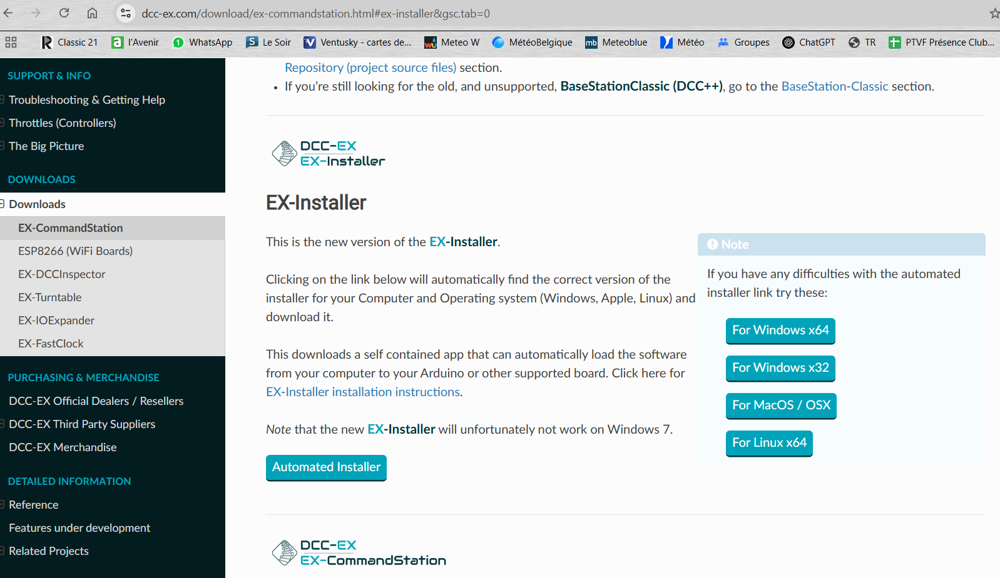 dcc-ex.com/download/ex-commandstation.html#ex-installer&gsc.tab=0
Classic 21
l'Avenir
WhatsApp
Le Soir
Ventusky - cartes de...
Meteo W
MétéoBelgique
Meteoblue
Météo
Groupes
ChatGPT
TR
PTVF Présence Club...
SUPPORT & INFO
Troubleshooting & Getting Help
Throttles (Controllers)
The Big Picture
DOWNLOADS
Downloads
EX-CommandStation
ESP8266 (WiFi Boards)
EX-DCCInspector
EX-Turntable
EX-IOExpander
EX-FastClock
PURCHASING & MERCHANDISE
DCC-EX Official Dealers / Resellers
DCC-EX Third Party Suppliers
DCC-EX Merchandise
DETAILED INFORMATION
Reference
Features under development
Related Projects
Repository (project source files) section.
• If you’re still looking for the old, and unsupported, BaseStationClassic (DCC++), go to the BaseStation-Classic section.
DCC-EX
EX-Installer
EX-Installer
This is the new version of the EX-Installer.
Clicking on the link below will automatically find the correct version of the
installer for your Computer and Operating system (Windows, Apple, Linux) and
download it.
This downloads a self contained app that can automatically load the software
from your computer to your Arduino or other supported board. Click here for
EX-Installer installation instructions.
Note that the new EX-Installer will unfortunately not work on Windows 7.
Automated Installer
Note
If you have any difficulties with the automated
installer link try these:
For Windows x64
For Windows x32
For MacOS / OSX
For Linux x64
DCC-EX
EX-CommandStation